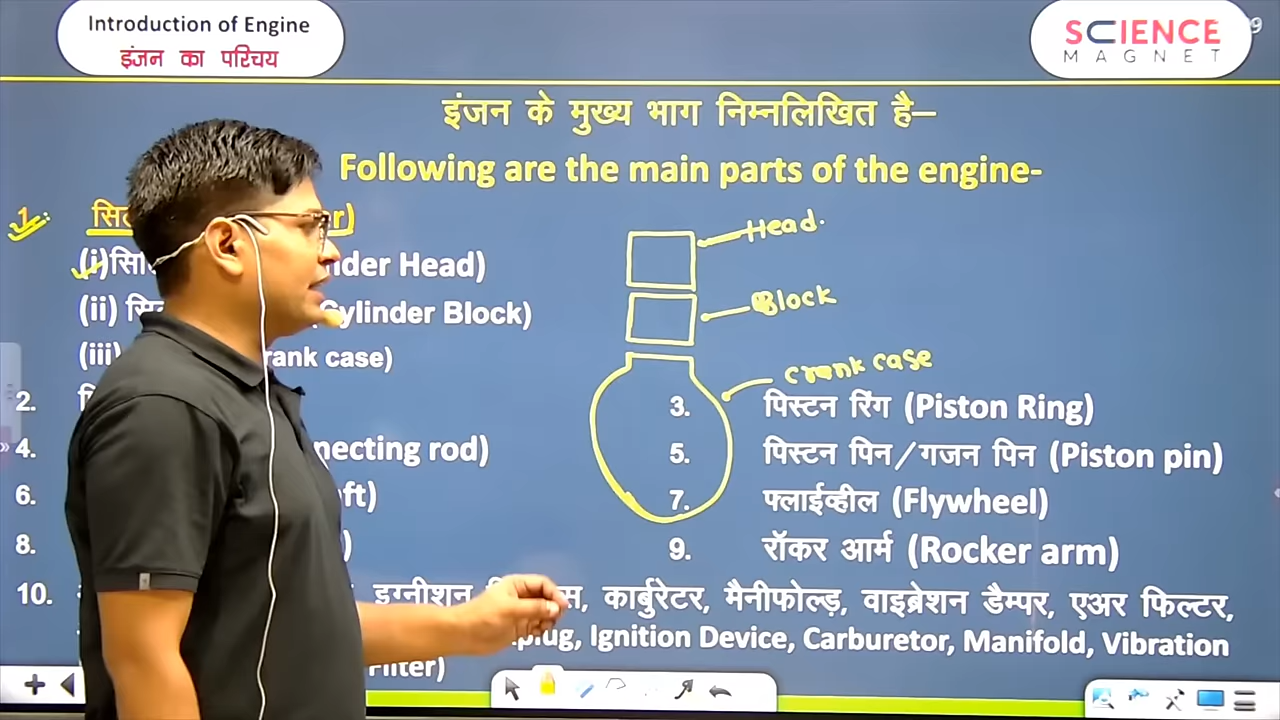 Introduction of Engine
इंजन का परिचय
SCIENCE
MAGNET
9
इंजन के मुख्य भाग निम्नलिखित है–
Following are the main parts of the engine-
1.
(i) nder Head)
Head.
(ii) Cylinder Block)
Block
(iii) rank case)
crank case
2.
3. पिस्टन रिंग (Piston Ring)
4. necting rod)
5. पिस्टन पिन/गजन पिन (Piston pin)
6. ft)
7. फ्लाईव्हील (Flywheel)
8.
9. रॉकर आर्म (Rocker arm)
10. इग्नीशन कार्बुरेटर, मैनीफोल्ड़, वाइब्रेशन डैम्पर, एअर फिल्टर,
plug, Ignition Device, Carburetor, Manifold, Vibration
Filter)